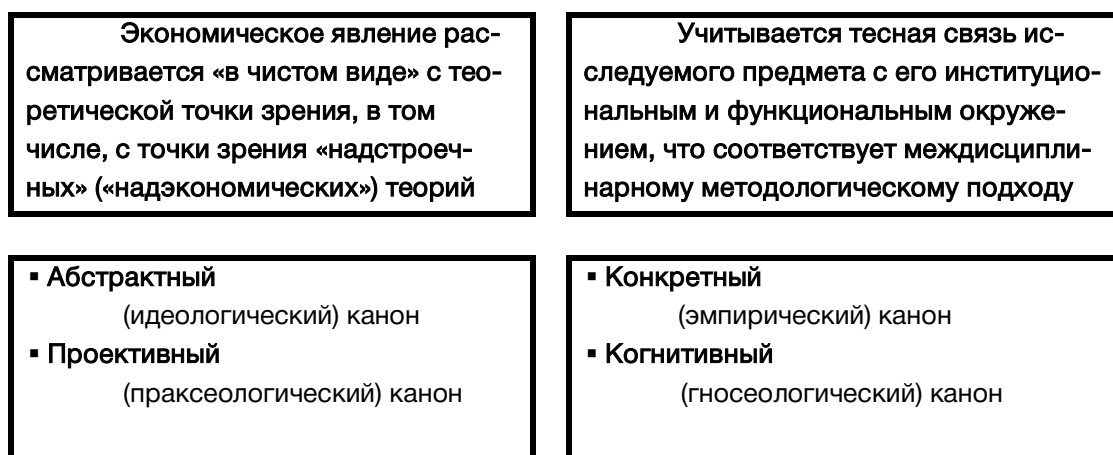 Экономическое явление рас-
сматривается «в чистом виде» с тео-
ретической точки зрения, в том
числе, с точки зрения «надстроеч-
ных» («надэкономических») теорий
Учитывается тесная связь ис-
следуемого предмета с его институцио-
нальным и функциональным окруже-
нием, что соответствует междисципли-
нарному методологическому подходу
▪ Абстрактный
(идеологический) канон
▪ Проективный
(праксеологический) канон
▪ Конкретный
(эмпирический) канон
▪ Когнитивный
(гносеологический) канон